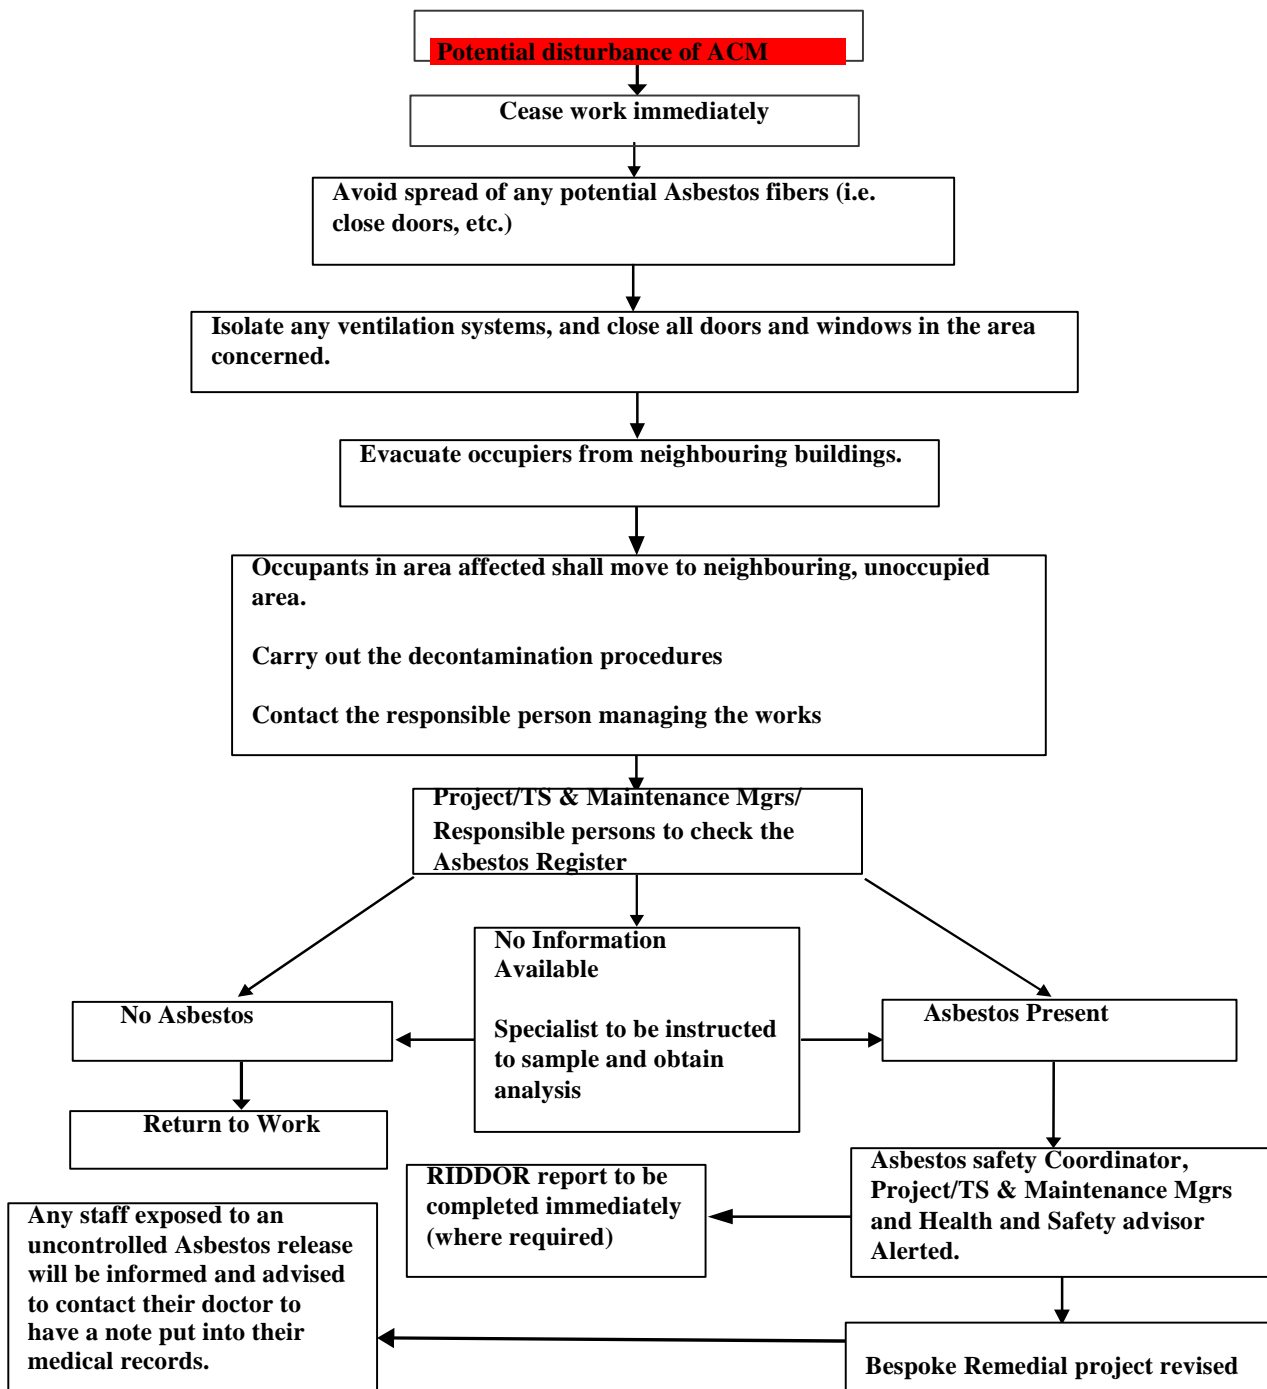 Potential disturbance of ACM
Cease work immediately
Avoid spread of any potential Asbestos fibers (i.e.
close doors, etc.)
Isolate any ventilation systems, and close all doors and windows in the area
concerned.
Evacuate occupiers from neighbouring buildings.
Occupants in area affected shall move to neighbouring, unoccupied
area.
Carry out the decontamination procedures
Contact the responsible person managing the works
Project/TS & Maintenance Mgrs/
Responsible persons to check the
Asbestos Register
No Information
Available
Specialist to be instructed
to sample and obtain
analysis
No Asbestos
Asbestos Present
Return to Work
Asbestos safety Coordinator,
Project/TS & Maintenance Mgrs
and Health and Safety advisor
Alerted.
RIDDOR report to be
completed immediately
(where required)
Any staff exposed to an
uncontrolled Asbestos release
will be informed and advised
to contact their doctor to
have a note put into their
medical records.
Bespoke Remedial project revised